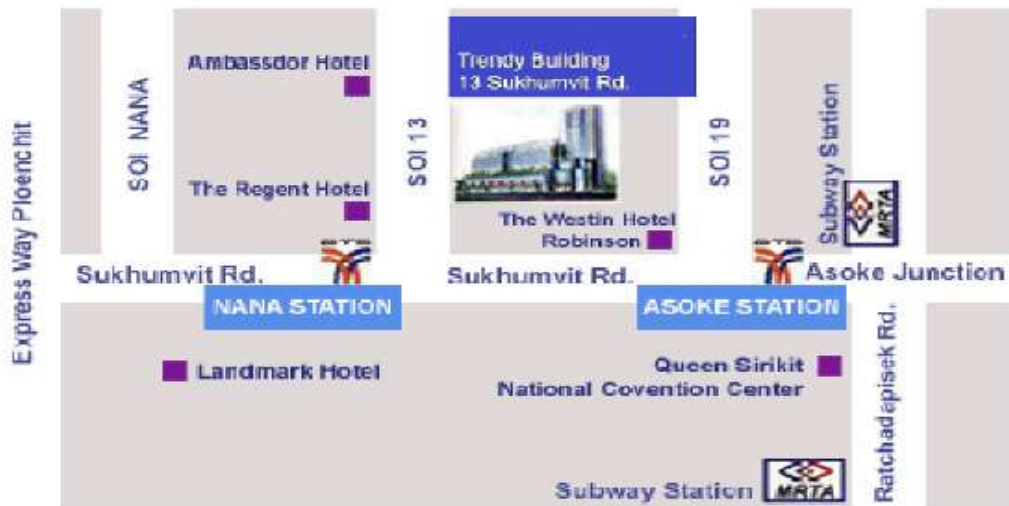 Ambassdor Hotel
Trendy Building
13 Sukhumvit Rd.
SOI NANA
SOI 13
SOI 19
Subway Station
MRTA
Express Way Ploenchit
The Regent Hotel
The Westin Hotel
Robinson
Sukhumvit Rd.
Sukhumvit Rd.
Asoke Junction
NANA STATION
ASOKE STATION
Landmark Hotel
Queen Sirikit
National Covention Center
Ratchadapisek Rd.
Subway Station
MRTA